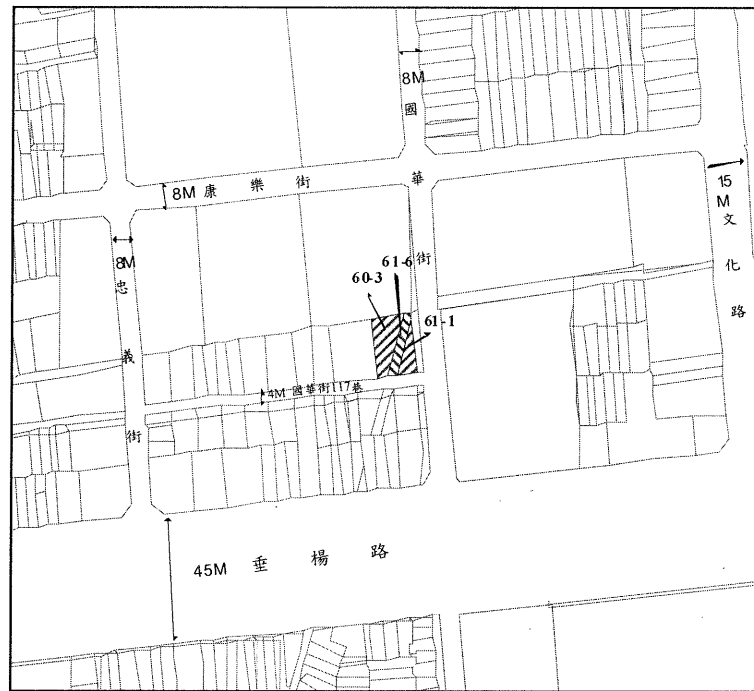 8M
國華街
8M 康樂街
15M 文化路
8M 忠義街
61-6
60-3
61-1
4M 國華街117巷
45M 垂楊路